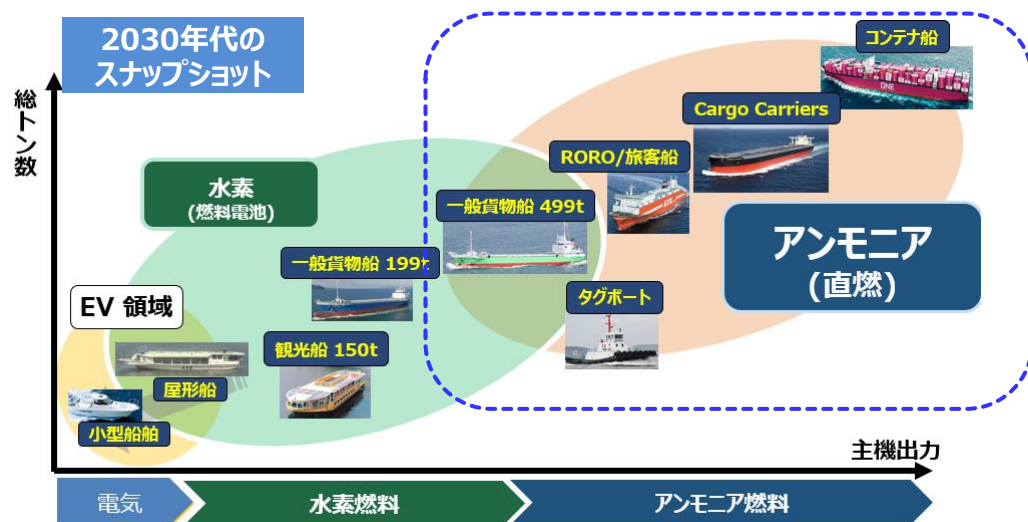 2030年代の
スナップショット
総トン数
コンテナ船
ONE
Cargo Carriers
RORO/旅客船
水素
(燃料電池)
一般貨物船 499t
アンモニア
(直燃)
一般貨物船 199t
タグボート
EV 領域
観光船 150t
屋形船
小型船舶
主機出力
電気
水素燃料
アンモニア燃料